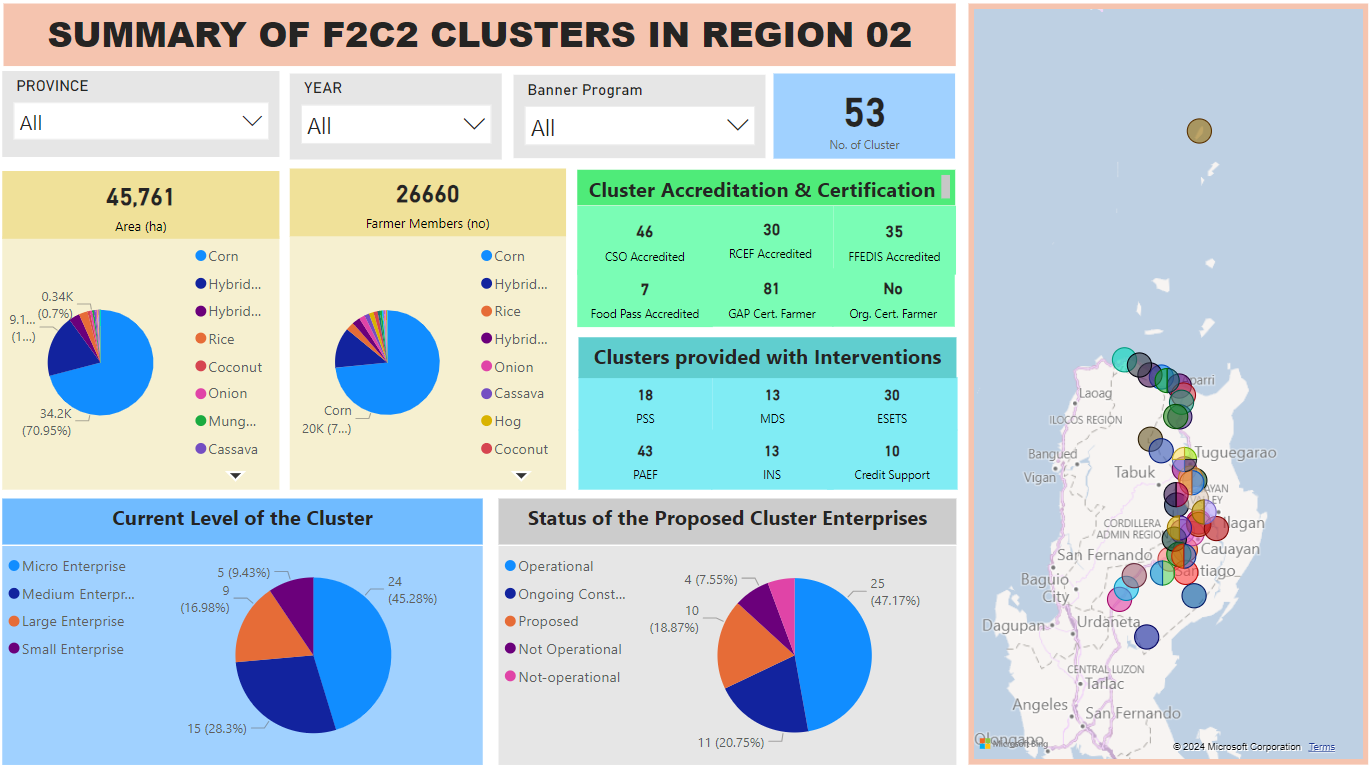 SUMMARY OF F2C2 CLUSTERS IN REGION 02
PROVINCE
All
YEAR
All
Banner Program
All
53
No. of Cluster
45,761
Area (ha)
Corn
Hybrid...
Hybrid...
Rice
Coconut
Onion
Mung...
Cassava
0.34K
(0.7%)
9.1...
(1...)
34.2K
(70.95%)
26660
Farmer Members (no)
Corn
Hybrid...
Rice
Hybrid...
Onion
Cassava
Hog
Coconut
Corn
20K (7...)
Cluster Accreditation & Certification
46
CSO Accredited
30
RCEF Accredited
35
FFEDIS Accredited
7
Food Pass Accredited
81
GAP Cert. Farmer
No
Org. Cert. Farmer
Clusters provided with Interventions
18
PSS
13
MDS
30
ESETS
43
PAEF
13
INS
10
Credit Support
Current Level of the Cluster
Micro Enterprise
Medium Enterpr...
Large Enterprise
Small Enterprise
5 (9.43%)
9
(16.98%)
24
(45.28%)
15 (28.3%)
Status of the Proposed Cluster Enterprises
Operational
Ongoing Const...
Proposed
Not Operational
Not-operational
4 (7.55%)
10
(18.87%)
25
(47.17%)
11 (20.75%)
Laoag
ILOCOS REGION
Bangued
Vigan
Tabuk
Tuguegarao
CORDILLERA
ADMIN REGION
Ilagan
San Fernando
Cauayan
Santiago
Baguio
City
Dagupan
Urdaneta
CENTRAL LUZON
Tarlac
Angeles
San Fernando
Olongapo
Microsoft Bing
© 2024 Microsoft Corporation Terms